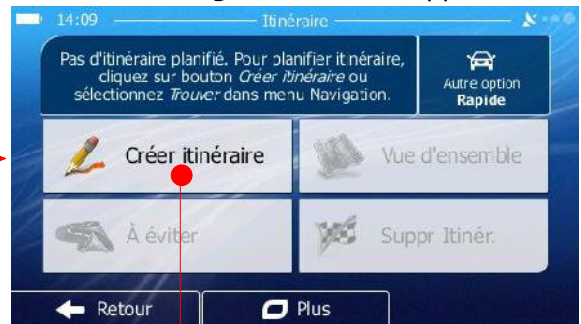 14:09
Itinéraire
Pas d'itinéraire planifié. Pour planifier itinéraire,
cliquez sur bouton Créer itinéraire ou
sélectionnez Trouver dans menu Navigation.
Autre option
Rapide
Créer itinéraire
Vue d'ensemble
À éviter
Suppr Itinér.
Retour
Plus